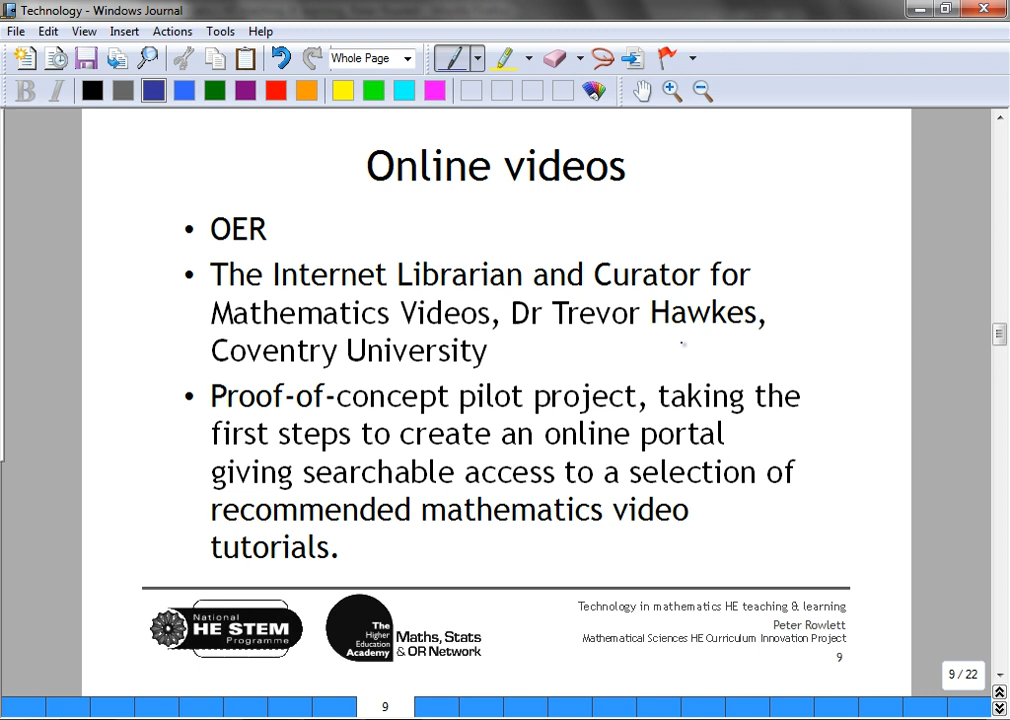 Technology - Windows Journal
File Edit View Insert Actions Tools Help
Whole Page
B I
Online videos
• OER
• The Internet Librarian and Curator for
Mathematics Videos, Dr Trevor Hawkes,
Coventry University
• Proof-of-concept pilot project, taking the
first steps to create an online portal
giving searchable access to a selection of
recommended mathematics video
tutorials.
National
HE STEM
Programme
The
Higher
Education
Academy
Maths, Stats
& OR Network
Technology in mathematics HE teaching & learning
Peter Rowlett
Mathematical Sciences HE Curriculum Innovation Project
9
9 / 22
9